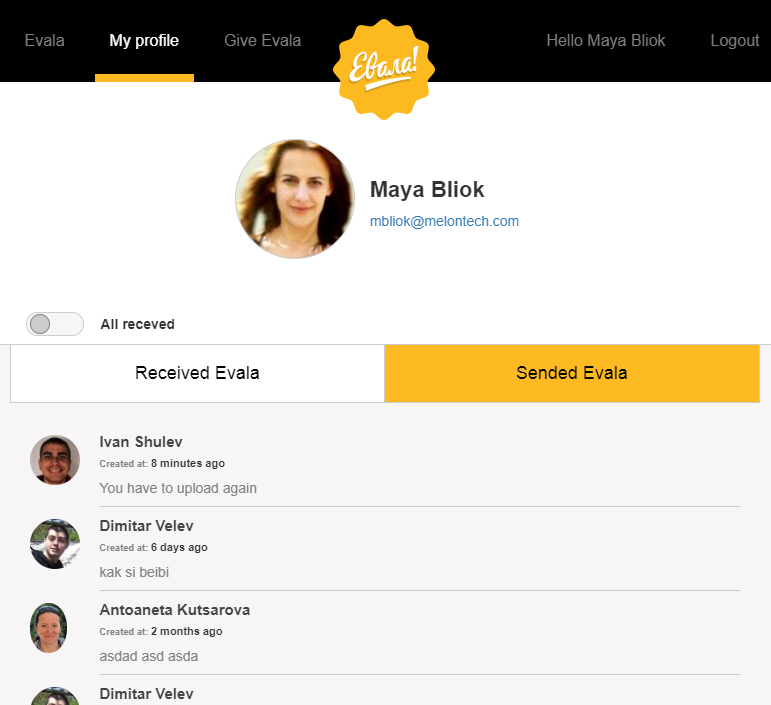 Evala
My profile
Give Evala
Евала!
Hello Maya Bliok
Logout
Maya Bliok
mbliok@melontech.com
All receved
Received Evala
Sended Evala
Ivan Shulev
Created at: 8 minutes ago
You have to upload again
Dimitar Velev
Created at: 6 days ago
kak si beibi
Antoaneta Kutsarova
Created at: 2 months ago
asdad asd asda
Dimitar Velev